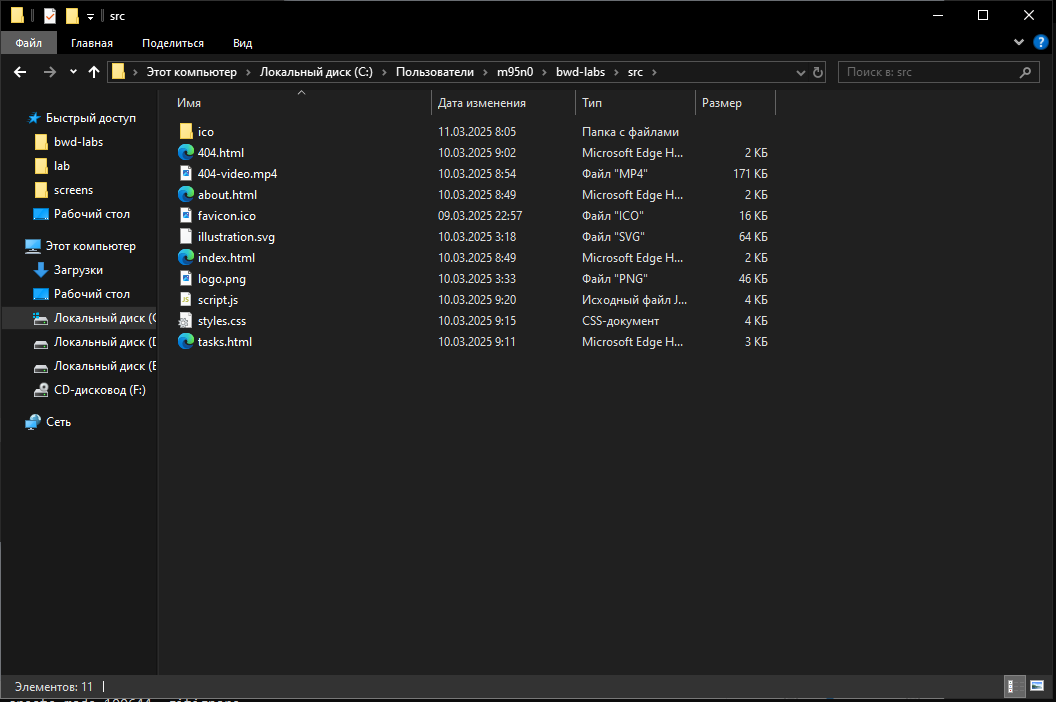 src
Файл Главная Поделиться Вид
Этот компьютер Локальный диск (C:) Пользователи m95n0 bwd-labs src Поиск в: src
Имя Дата изменения Тип Размер
Быстрый доступ
bwd-labs
lab
screens
Рабочий стол
Этот компьютер
Загрузки
Рабочий стол
Локальный диск (C
Локальный диск (D
Локальный диск (E
CD-дисковод (F:)
Сеть
ico 11.03.2025 8:05 Папка с файлами
404.html 10.03.2025 9:02 Microsoft Edge H... 2 КБ
404-video.mp4 10.03.2025 8:54 Файл "MP4" 171 КБ
about.html 10.03.2025 8:49 Microsoft Edge H... 2 КБ
favicon.ico 09.03.2025 22:57 Файл "ICO" 16 КБ
illustration.svg 10.03.2025 3:18 Файл "SVG" 64 КБ
index.html 10.03.2025 8:49 Microsoft Edge H... 2 КБ
logo.png 10.03.2025 3:33 Файл "PNG" 46 КБ
script.js 10.03.2025 9:20 Исходный файл J... 4 КБ
styles.css 10.03.2025 9:15 CSS-документ 4 КБ
tasks.html 10.03.2025 9:11 Microsoft Edge H... 3 КБ
Элементов: 11